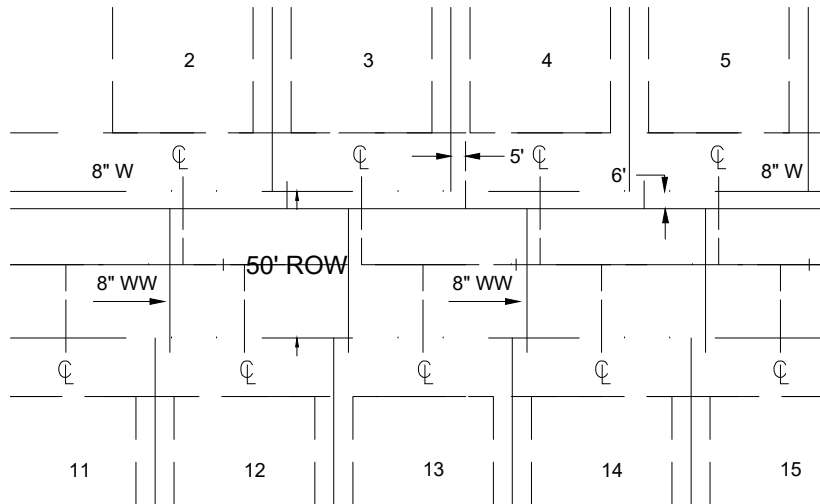 2 3 4 5
℄ ℄ ℄ ℄
8" W 5' 6' 8" W
50' ROW
8" WW 8" WW
℄ ℄ ℄ ℄ ℄
11 12 13 14 15